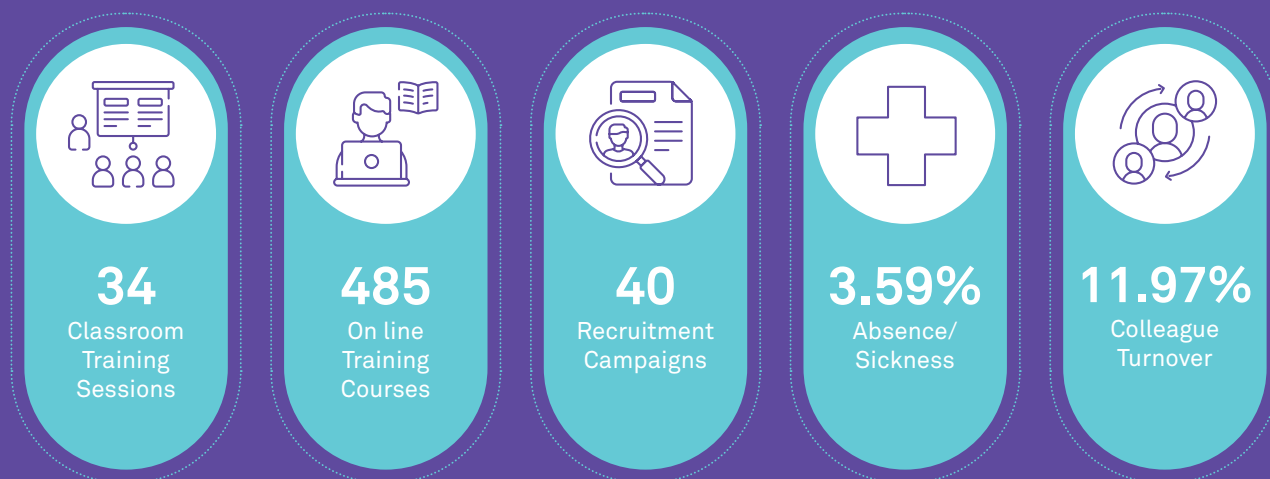 34
Classroom
Training
Sessions
485
On line
Training
Courses
40
Recruitment
Campaigns
3.59%
Absence/
Sickness
11.97%
Colleague
Turnover